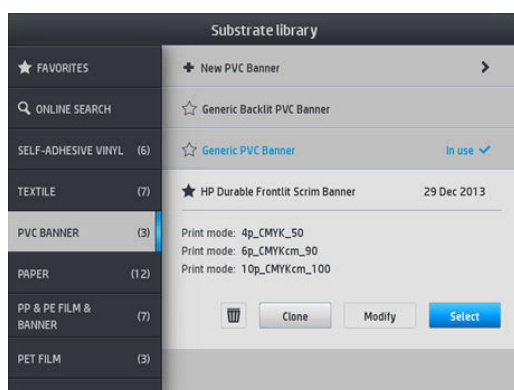 Substrate library
FAVORITES
ONLINE SEARCH
SELF-ADHESIVE VINYL (6)
TEXTILE (7)
PVC BANNER (3)
PAPER (12)
PP & PE FILM &
BANNER (7)
PET FILM (3)
New PVC Banner
Generic Backlit PVC Banner
Generic PVC Banner In use
HP Durable Frontlit Scrim Banner 29 Dec 2013
Print mode: 4p_CMYK_50
Print mode: 6p_CMYKcm_90
Print mode: 10p_CMYKcm_100
Clone Modify Select